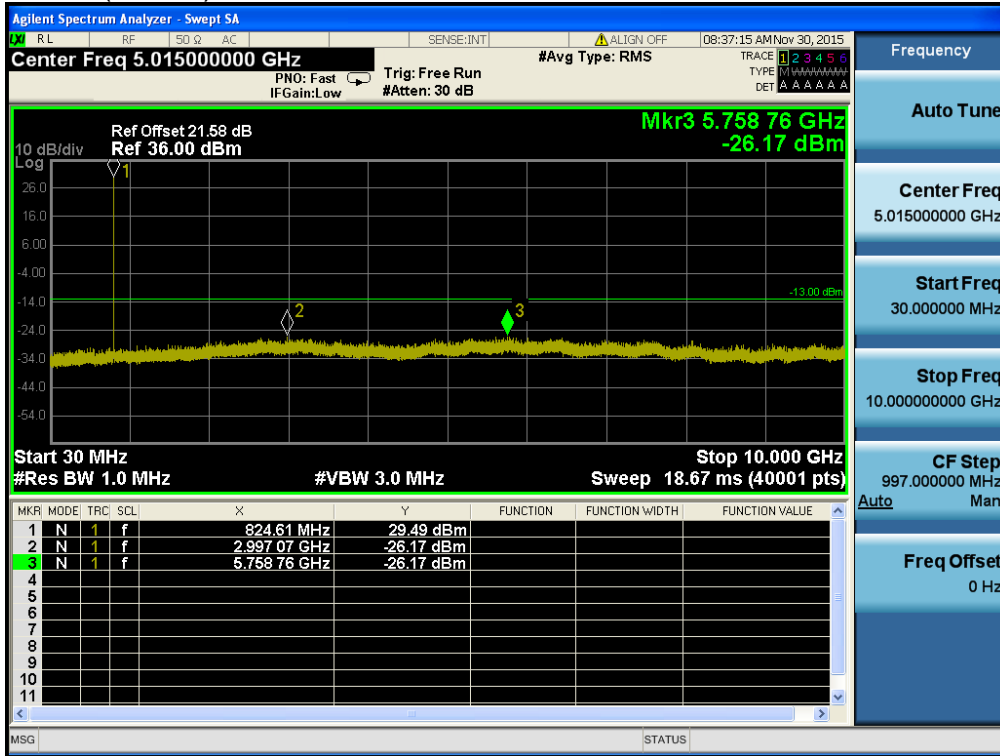 Agilent Spectrum Analyzer - Swept SA
LXI R L RF 50 Ω AC SENSE:INT ALIGN OFF 08:37:15 AM Nov 30, 2015
Center Freq 5.015000000 GHz
PNO: Fast
IFGain:Low
Trig: Free Run
#Atten: 30 dB
#Avg Type: RMS
TRACE 1 2 3 4 5 6
TYPE M
DET A A A A A A
Mkr3 5.758 76 GHz
-26.17 dBm
Ref Offset 21.58 dB
10 dB/div Ref 36.00 dBm
Log
1
26.0
16.0
6.00
-4.00
-13.00 dBm
-14.0
2
3
-24.0
-34.0
-44.0
-54.0
Start 30 MHz Stop 10.000 GHz
#Res BW 1.0 MHz #VBW 3.0 MHz Sweep 18.67 ms (40001 pts)
MKR MODE TRC SCL X Y FUNCTION FUNCTION WIDTH FUNCTION VALUE
1 N 1 f 824.61 MHz 29.49 dBm
2 N 1 f 2.997 07 GHz -26.17 dBm
3 N 1 f 5.758 76 GHz -26.17 dBm
4
5
6
7
8
9
10
11
MSG STATUS
Frequency
Auto Tune
Center Freq
5.015000000 GHz
Start Freq
30.000000 MHz
Stop Freq
10.000000000 GHz
CF Step
997.000000 MHz
Auto Man
Freq Offset
0 Hz